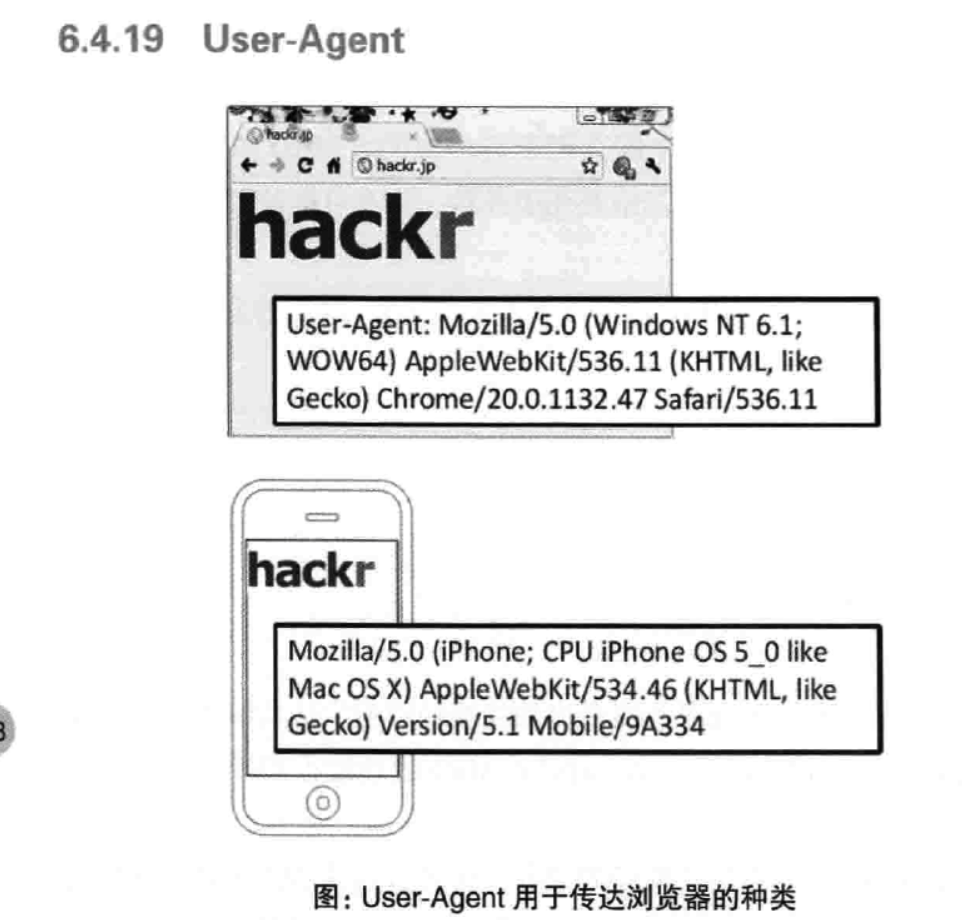 6.4.19 User-Agent
hackr.jp
hackr.jp
hackr
User-Agent: Mozilla/5.0 (Windows NT 6.1;
WOW64) AppleWebKit/536.11 (KHTML, like
Gecko) Chrome/20.0.1132.47 Safari/536.11
hackr
Mozilla/5.0 (iPhone; CPU iPhone OS 5_0 like
Mac OS X) AppleWebKit/534.46 (KHTML, like
Gecko) Version/5.1 Mobile/9A334
图：User-Agent 用于传达浏览器的种类